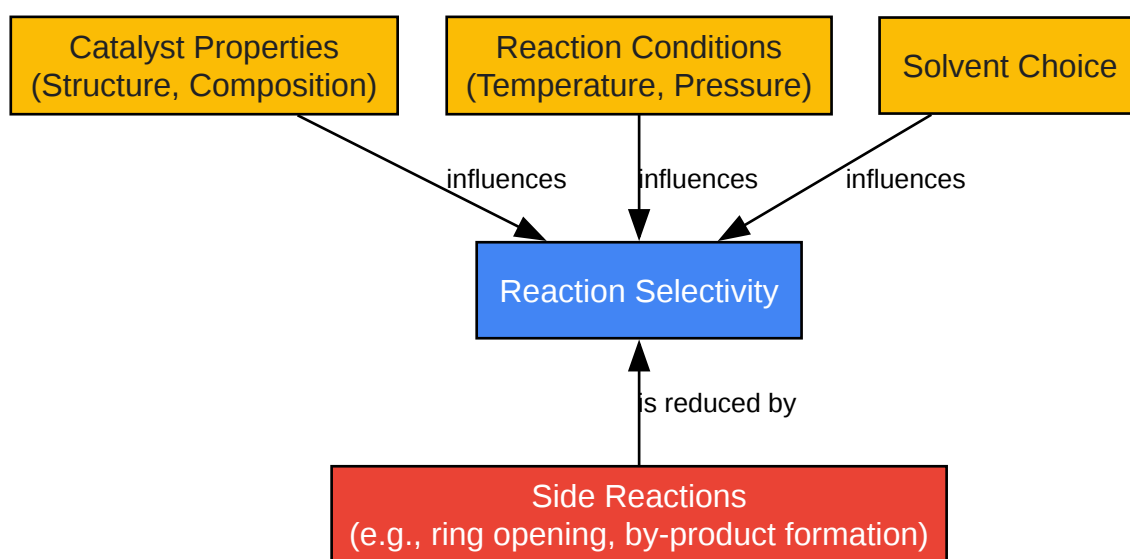 Catalyst Properties
(Structure, Composition)
Reaction Conditions
(Temperature, Pressure)
Solvent Choice
influences
influences
influences
Reaction Selectivity
is reduced by
Side Reactions
(e.g., ring opening, by-product formation)